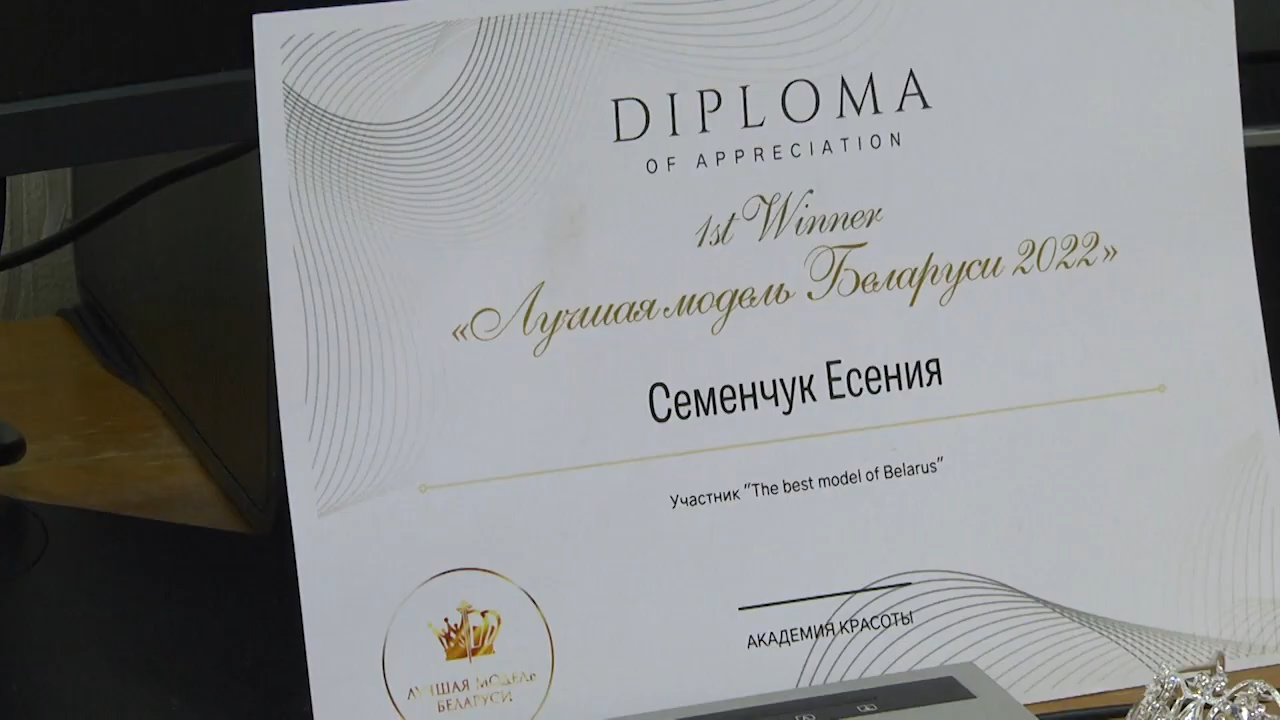 DIPLOMA
OF APPRECIATION
1st Winner
«Лучшая модель Беларуси 2022»
Семенчук Есения
Участник "The best model of Belarus"
АКАДЕМИЯ КРАСОТЫ
ЛУЧШАЯ МОДЕЛЬ
БЕЛАРУСИ